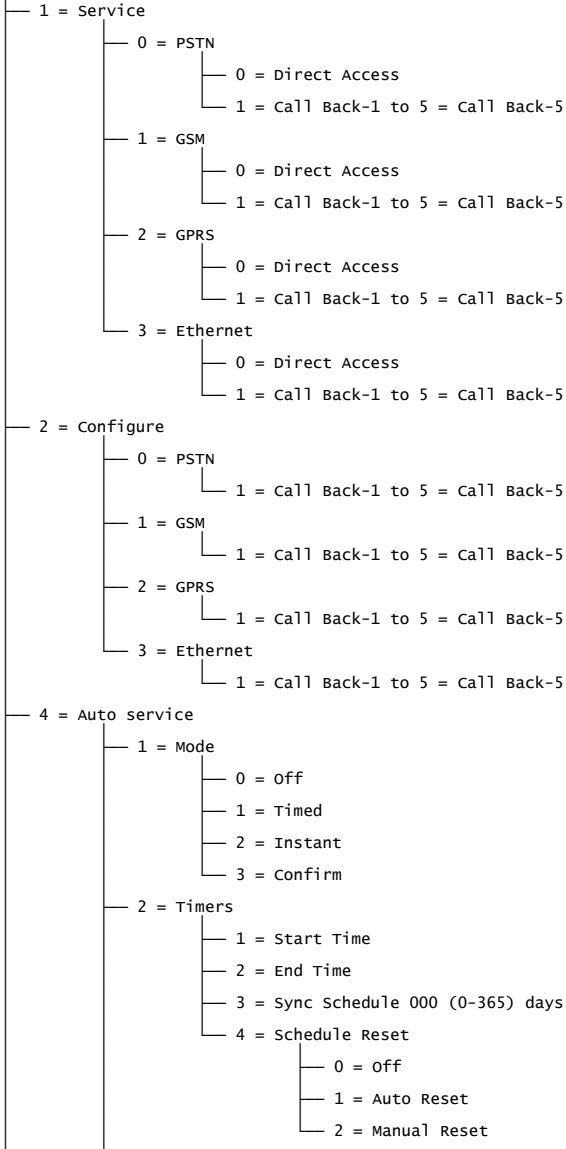 1 = Service
0 = PSTN
0 = Direct Access
1 = Call Back-1 to 5 = Call Back-5
1 = GSM
0 = Direct Access
1 = Call Back-1 to 5 = Call Back-5
2 = GPRS
0 = Direct Access
1 = Call Back-1 to 5 = Call Back-5
3 = Ethernet
0 = Direct Access
1 = Call Back-1 to 5 = Call Back-5
2 = Configure
0 = PSTN
1 = Call Back-1 to 5 = Call Back-5
1 = GSM
1 = Call Back-1 to 5 = Call Back-5
2 = GPRS
1 = Call Back-1 to 5 = Call Back-5
3 = Ethernet
1 = Call Back-1 to 5 = Call Back-5
4 = Auto service
1 = Mode
0 = Off
1 = Timed
2 = Instant
3 = Confirm
2 = Timers
1 = Start Time
2 = End Time
3 = Sync Schedule 000 (0-365) days
4 = Schedule Reset
0 = Off
1 = Auto Reset
2 = Manual Reset